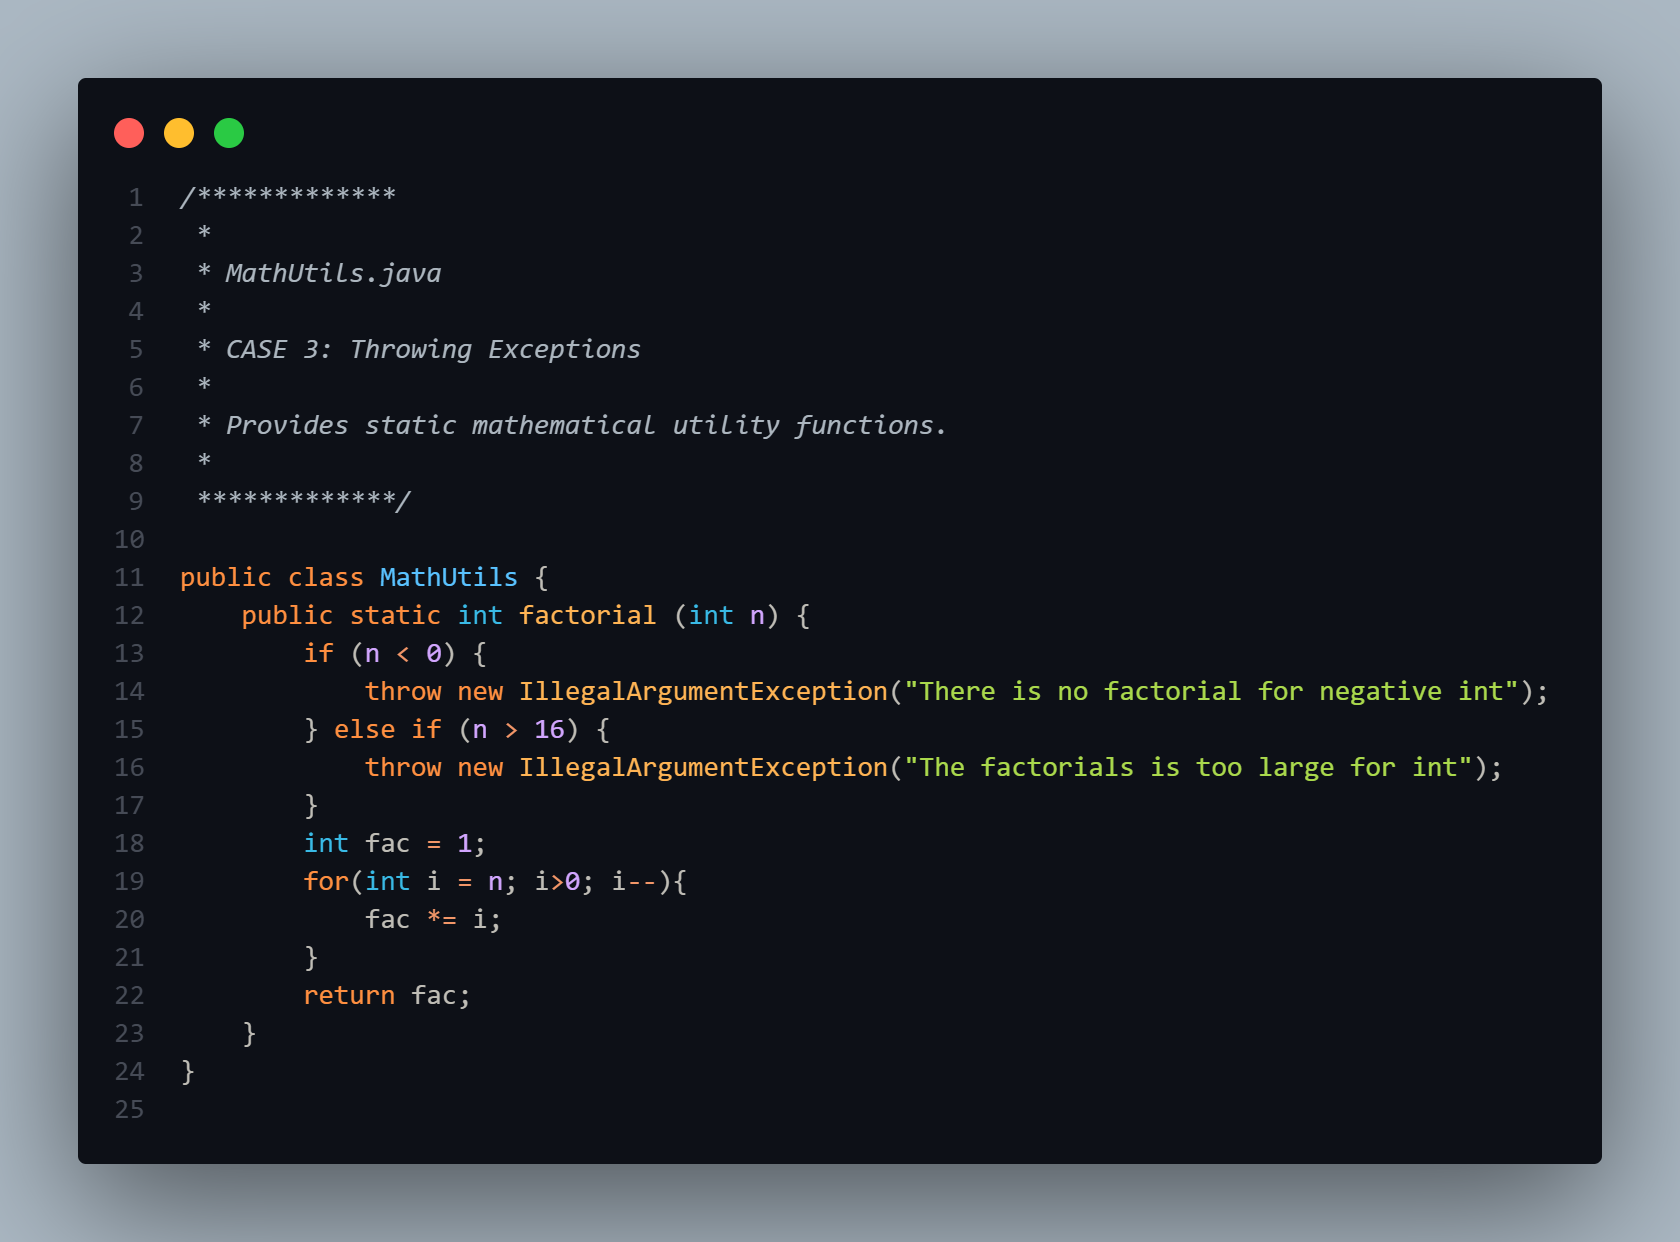 1 /*************
2  *
3  * MathUtils.java
4  *
5  * CASE 3: Throwing Exceptions
6  *
7  * Provides static mathematical utility functions.
8  *
9  *************/
10
11 public class MathUtils {
12     public static int factorial (int n) {
13         if (n < 0) {
14             throw new IllegalArgumentException("There is no factorial for negative int");
15         } else if (n > 16) {
16             throw new IllegalArgumentException("The factorials is too large for int");
17         }
18         int fac = 1;
19         for(int i = n; i>0; i--){
20             fac *= i;
21         }
22         return fac;
23     }
24 }
25